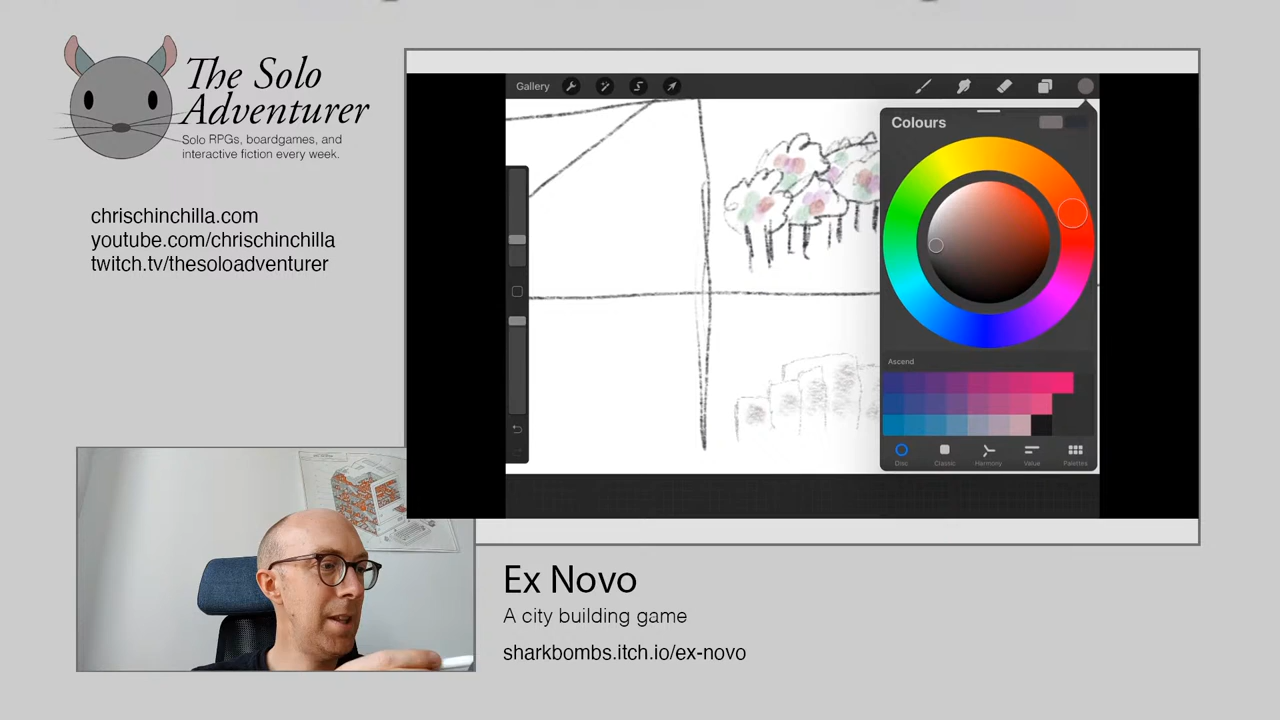 The Solo
Adventurer
Solo RPGs, boardgames, and
interactive fiction every week.
chrischinchilla.com
youtube.com/chrischinchilla
twitch.tv/thesoloadventurer
Gallery
Colours
Ascend
Disc Classic Harmony Value Palettes
Ex Novo
A city building game
sharkbombs.itch.io/ex-novo